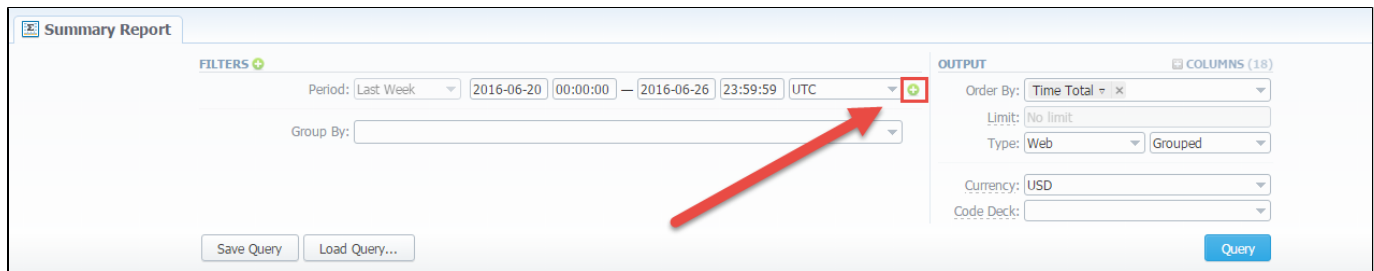 Summary Report
FILTERS
Period: Last Week 2016-06-20 00:00:00 — 2016-06-26 23:59:59 UTC
Group By:
OUTPUT COLUMNS (18)
Order By: Time Total ×
Limit: No limit
Type: Web Grouped
Currency: USD
Code Deck:
Save Query Load Query... Query